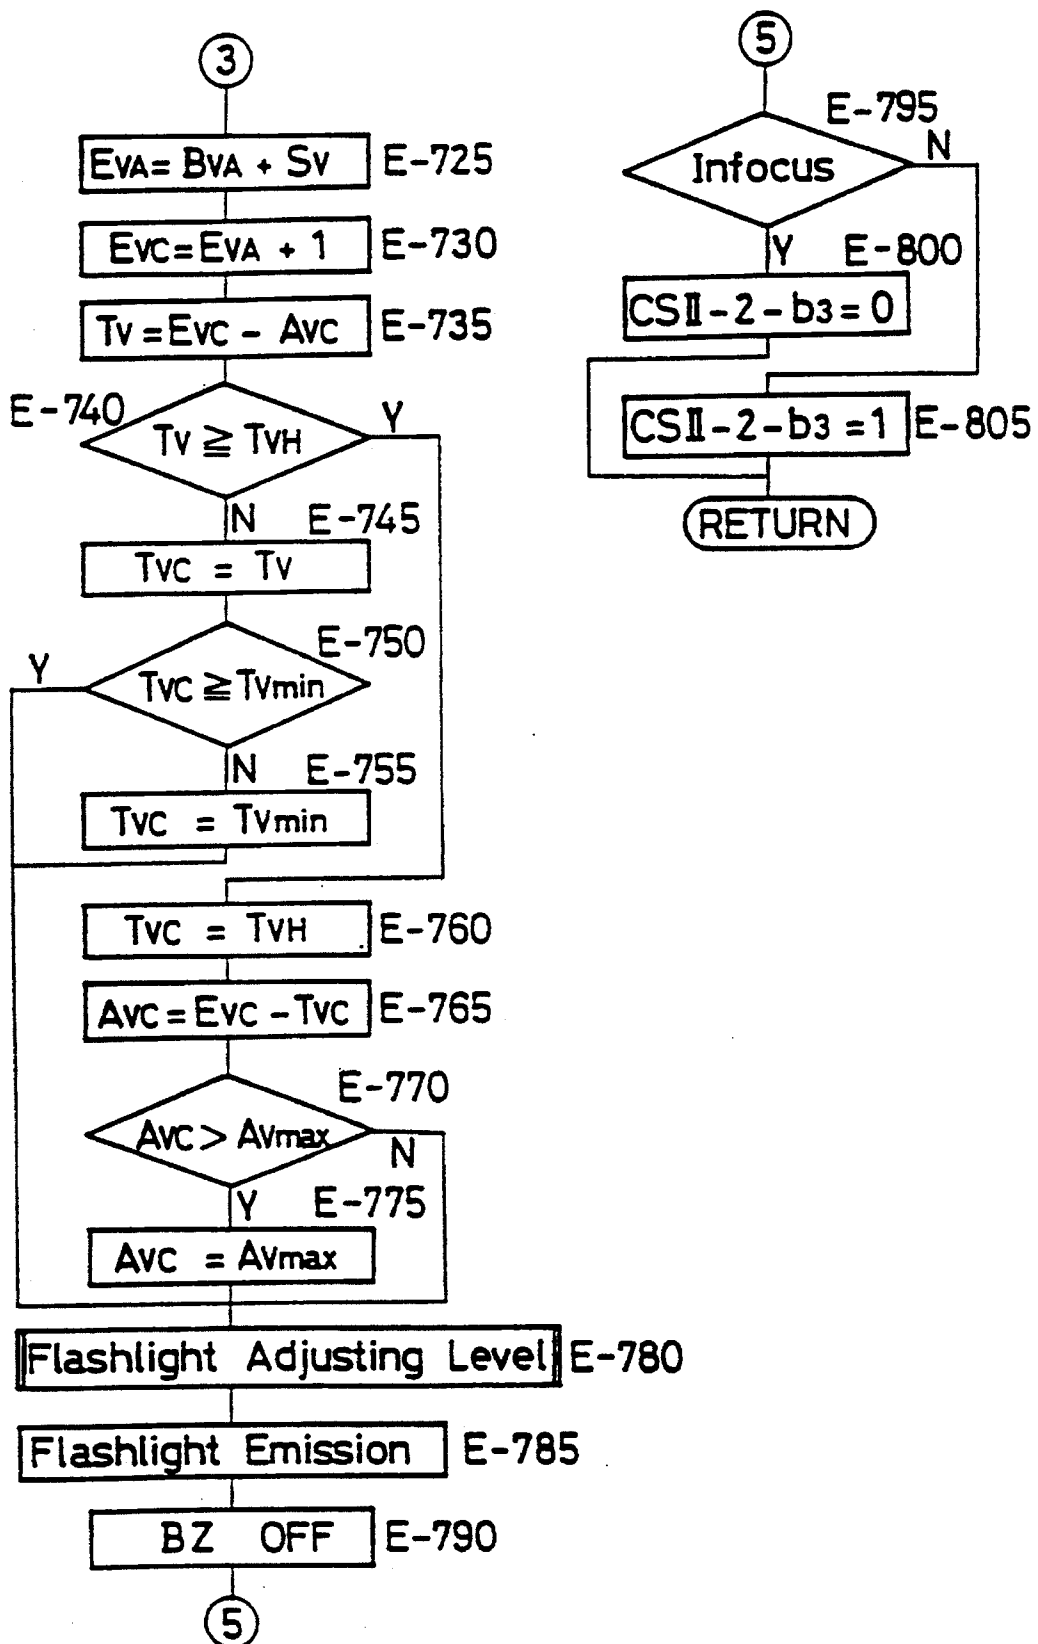 3
EVA = BVA + SV E-725
EVC = EVA + 1 E-730
TV = EVC - AVC E-735
E-740
TV ≧ TVH Y
N E-745
TVC = TV
E-750
Y
TVC ≧ TVmin
N E-755
TVC = TVmin
TVC = TVH E-760
AVC = EVC - TVC E-765
E-770
AVC > AVmax
N
Y E-775
AVC = AVmax
Flashlight Adjusting Level E-780
Flashlight Emission E-785
BZ OFF E-790
5
5
E-795
Infocus N
Y E-800
CSⅡ-2-b3 = 0
CSⅡ-2-b3 = 1 E-805
RETURN